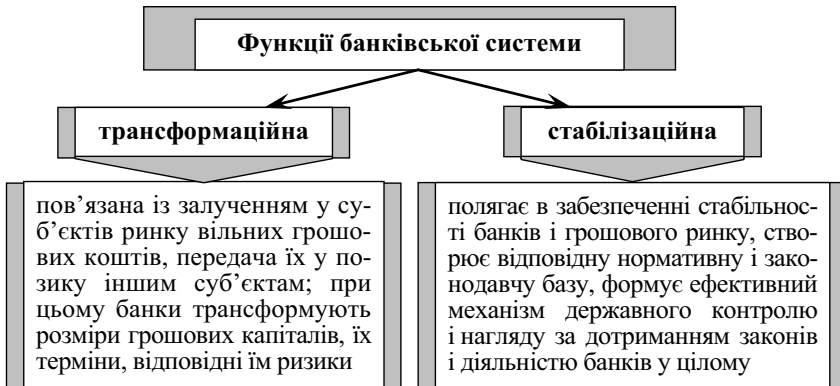 Функції банківської системи
трансформаційна
стабілізаційна
пов’язана із залученням у су-
б’єктів ринку вільних грошо-
вих коштів, передача їх у по-
зику іншим суб’єктам; при
цьому банки трансформують
розміри грошових капіталів, їх
терміни, відповідні їм ризики
полягає в забезпеченні стабільнос-
ті банків і грошового ринку, ство-
рює відповідну нормативну і зако-
нодавчу базу, формує ефективний
механізм державного контролю
і нагляду за дотриманням законів
і діяльністю банків у цілому